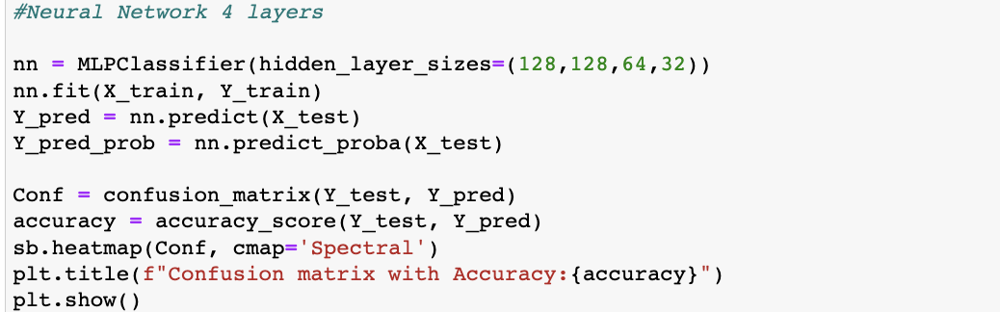 #Neural Network 4 layers
nn = MLPClassifier(hidden_layer_sizes=(128,128,64,32))
nn.fit(X_train, Y_train)
Y_pred = nn.predict(X_test)
Y_pred_prob = nn.predict_proba(X_test)
Conf = confusion_matrix(Y_test, Y_pred)
accuracy = accuracy_score(Y_test, Y_pred)
sb.heatmap(Conf, cmap='Spectral')
plt.title(f"Confusion matrix with Accuracy:{accuracy}")
plt.show()